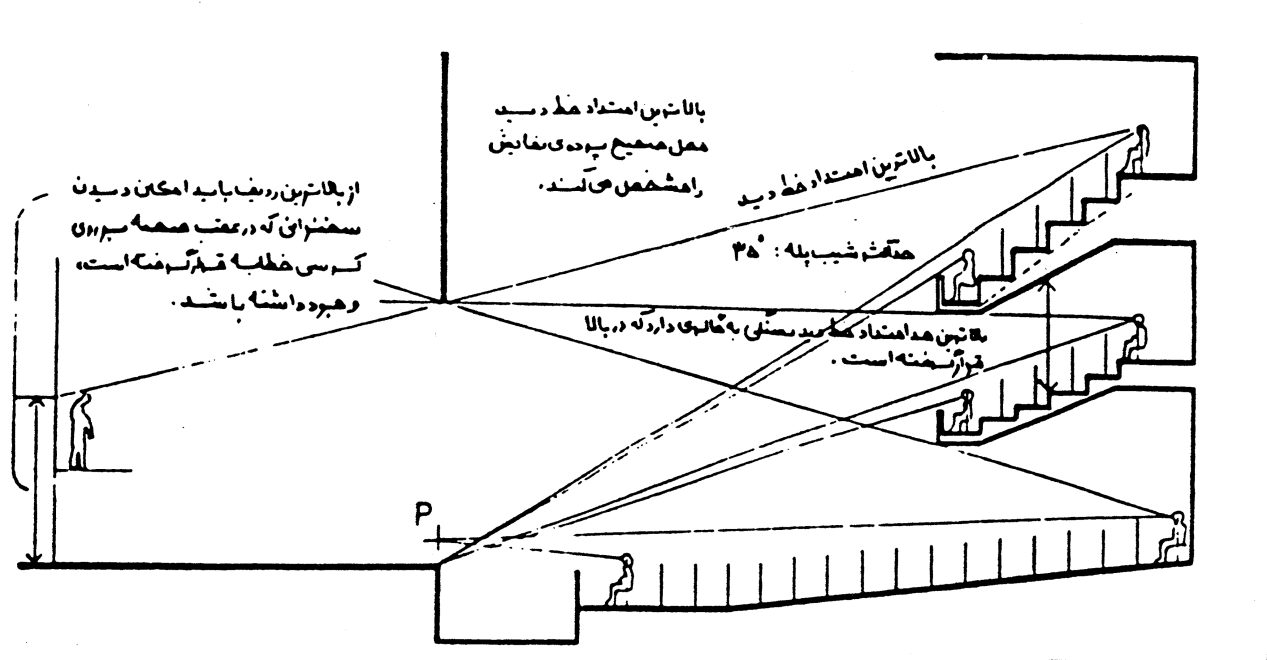 بالاترین امتداد خط دید
محل صحیح پرده‌ی نمایش
را مشخص می‌کند.
بالاترین امتداد خط دید
از بالاترین ردیف باید امکان دیدن
سخنرانی که در عقب صحنه بر روی
کرسی خطابه قرار گرفته است،
وجود داشته باشد.
حداکثر شیب پله: ۳۵°
بالاترین حد امتداد خط دید بستگی به بالکنی دارد که در بالا
قرار گرفته است.
P